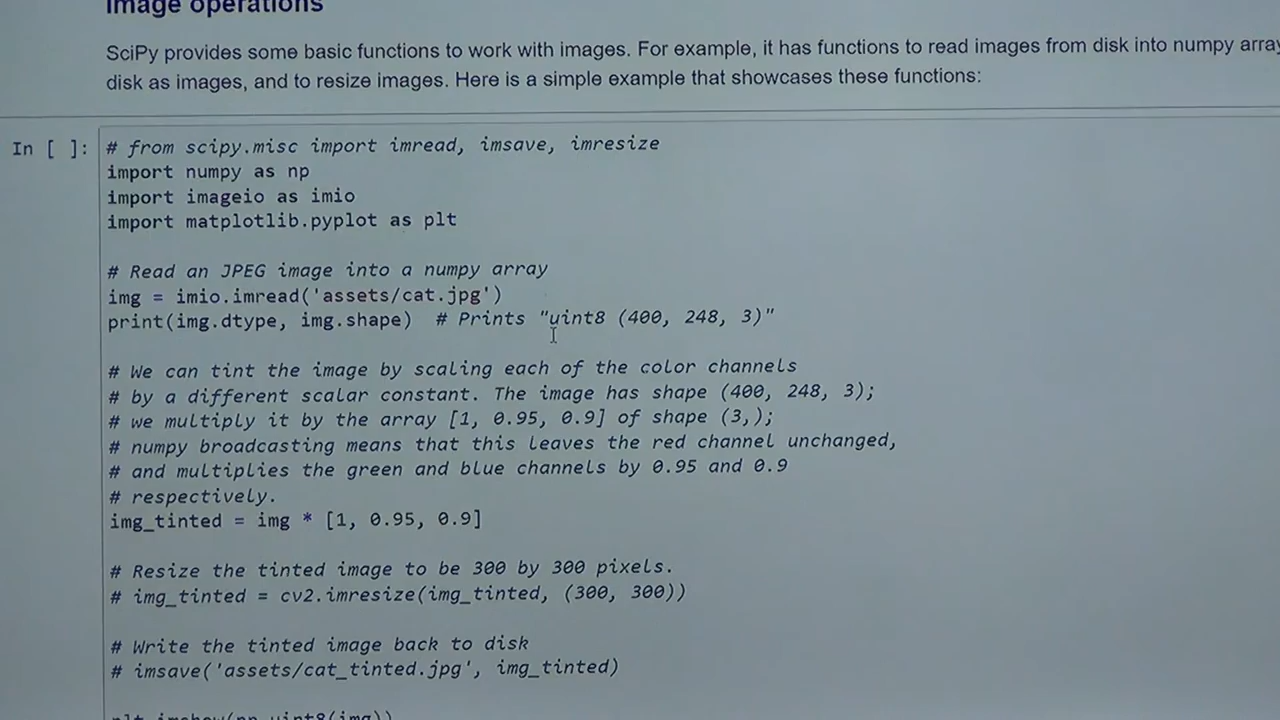 Image operations
SciPy provides some basic functions to work with images. For example, it has functions to read images from disk into numpy array
disk as images, and to resize images. Here is a simple example that showcases these functions:
In [ ]:
# from scipy.misc import imread, imsave, imresize
import numpy as np
import imageio as imio
import matplotlib.pyplot as plt
# Read an JPEG image into a numpy array
img = imio.imread('assets/cat.jpg')
print(img.dtype, img.shape)  # Prints "uint8 (400, 248, 3)"
# We can tint the image by scaling each of the color channels
# by a different scalar constant. The image has shape (400, 248, 3);
# we multiply it by the array [1, 0.95, 0.9] of shape (3,);
# numpy broadcasting means that this leaves the red channel unchanged,
# and multiplies the green and blue channels by 0.95 and 0.9
# respectively.
img_tinted = img * [1, 0.95, 0.9]
# Resize the tinted image to be 300 by 300 pixels.
# img_tinted = cv2.imresize(img_tinted, (300, 300))
# Write the tinted image back to disk
# imsave('assets/cat_tinted.jpg', img_tinted)
plt.imshow(np.uint8(img))